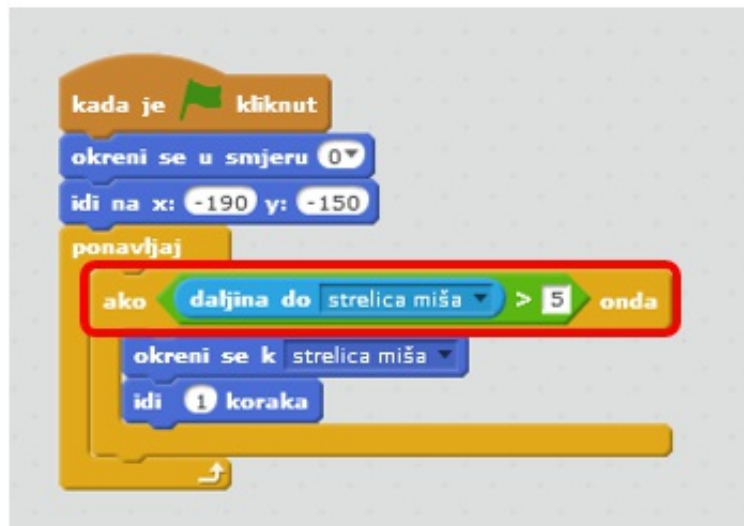 kada je kliknut
okreni se u smjeru 0
idi na x: -190 y: -150
ponavljaj
ako daljina do strelica miša > 5 onda
okreni se k strelica miša
idi 1 koraka